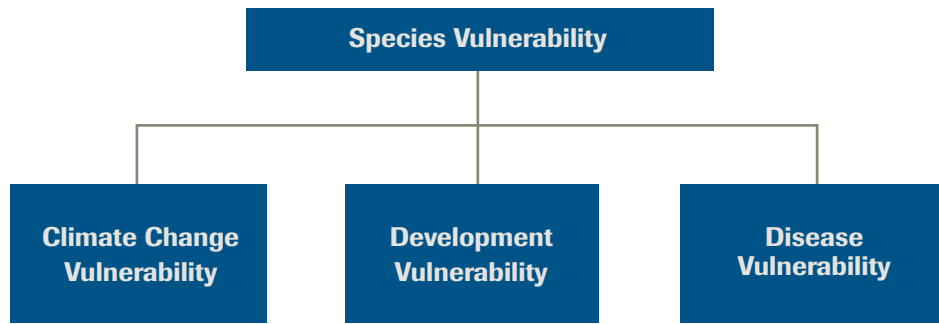 Species Vulnerability
Climate Change
Vulnerability
Development
Vulnerability
Disease
Vulnerability